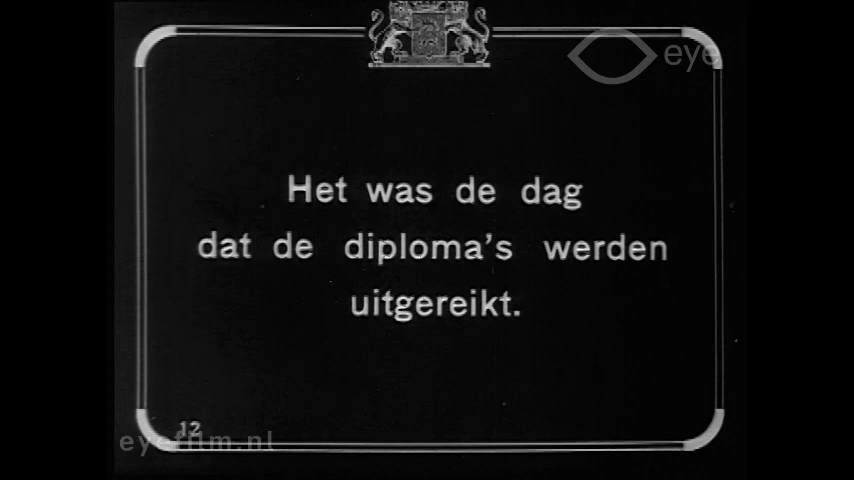 eye
Het was de dag
dat de diploma's werden
uitgereikt.
12
eyefilm.nl